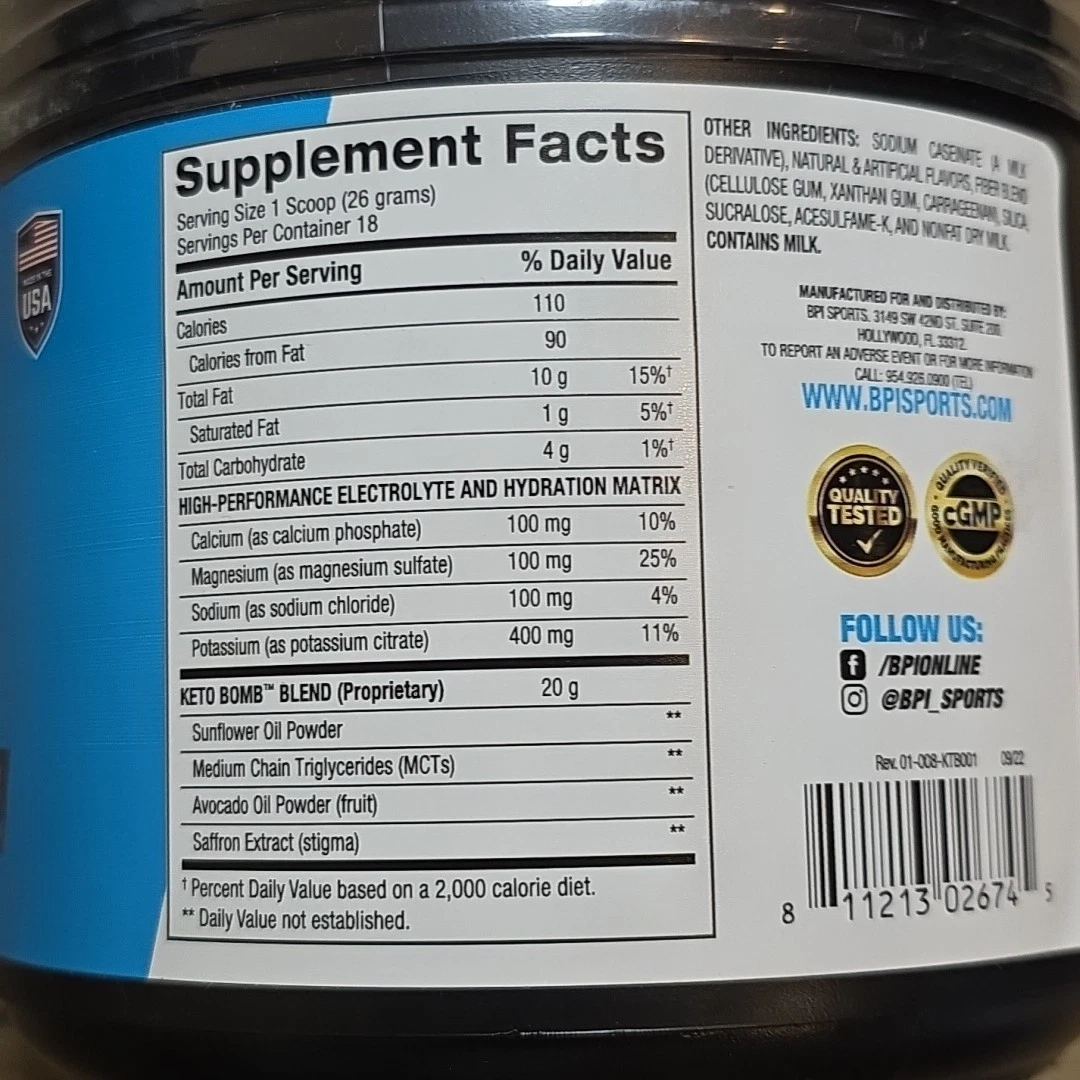 MADE IN THE
USA
Supplement Facts
Serving Size 1 Scoop (26 grams)
Servings Per Container 18
Amount Per Serving % Daily Value
Calories 110
Calories from Fat 90
Total Fat 10 g 15%†
Saturated Fat 1 g 5%†
Total Carbohydrate 4 g 1%†
HIGH-PERFORMANCE ELECTROLYTE AND HYDRATION MATRIX
Calcium (as calcium phosphate) 100 mg 10%
Magnesium (as magnesium sulfate) 100 mg 25%
Sodium (as sodium chloride) 100 mg 4%
Potassium (as potassium citrate) 400 mg 11%
KETO BOMB™ BLEND (Proprietary) 20 g
Sunflower Oil Powder **
Medium Chain Triglycerides (MCTs) **
Avocado Oil Powder (fruit) **
Saffron Extract (stigma) **
† Percent Daily Value based on a 2,000 calorie diet.
** Daily Value not established.
OTHER INGREDIENTS: SODIUM CASEINATE (A MILK
DERIVATIVE), NATURAL & ARTIFICIAL FLAVORS, FIBER BLEND
(CELLULOSE GUM, XANTHAN GUM, CARRAGEENAN), SILICA,
SUCRALOSE, ACESULFAME-K, AND NONFAT DRY MILK.
CONTAINS MILK.
MANUFACTURED FOR AND DISTRIBUTED BY:
BPI SPORTS. 3149 SW 42ND ST. SUITE 200,
HOLLYWOOD, FL 33312
TO REPORT AN ADVERSE EVENT OR FOR MORE INFORMATION
CALL: 954.926.0900 (TEL)
WWW.BPISPORTS.COM
QUALITY
TESTED
QUALITY VERIFIED
cGMP
GOOD MANUFACTURING
FOLLOW US:
f /BPIONLINE
@BPI_SPORTS
Rev. 01-008-KTB001 09/22
8 11213 02674 5